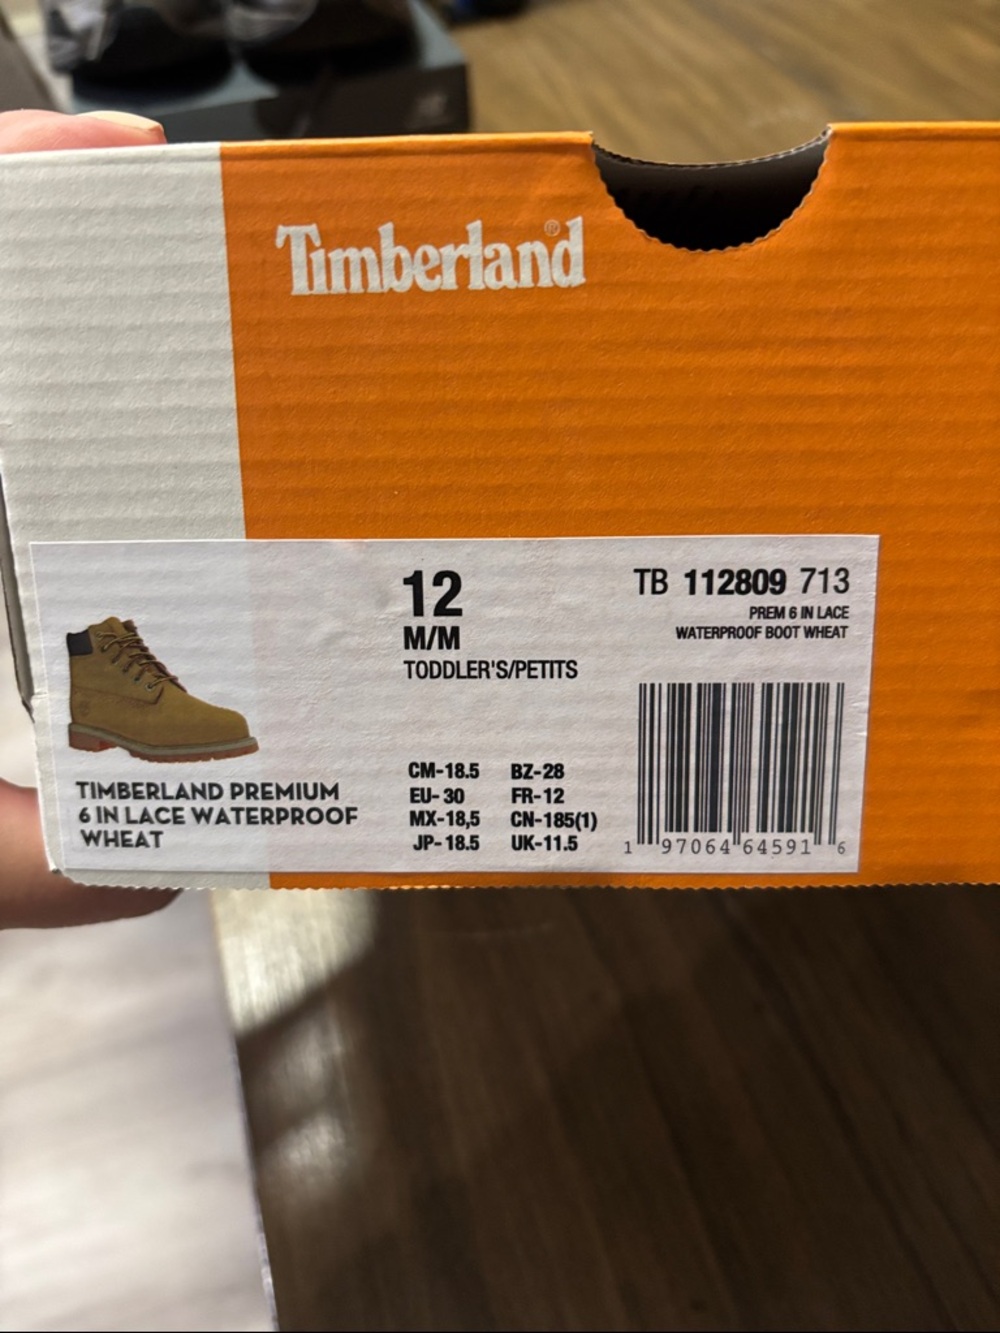 Timberland®
12
M/M
TODDLER'S/PETITS
TB 112809 713
PREM 6 IN LACE
WATERPROOF BOOT WHEAT
TIMBERLAND PREMIUM
6 IN LACE WATERPROOF
WHEAT
CM-18.5 BZ-28
EU- 30 FR-12
MX-18,5 CN-185(1)
JP- 18.5 UK-11.5
1 97064 64591 6